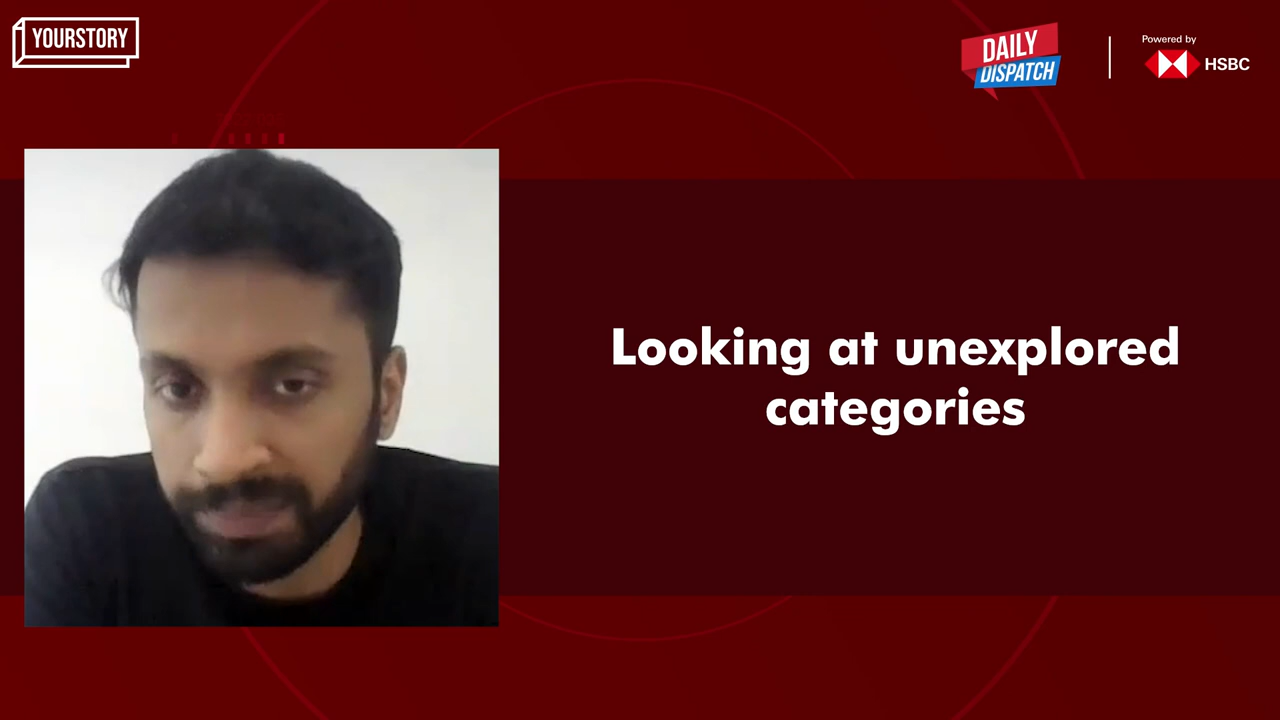 YOURSTORY
DAILY
DISPATCH
Powered by
HSBC
Looking at unexplored
categories